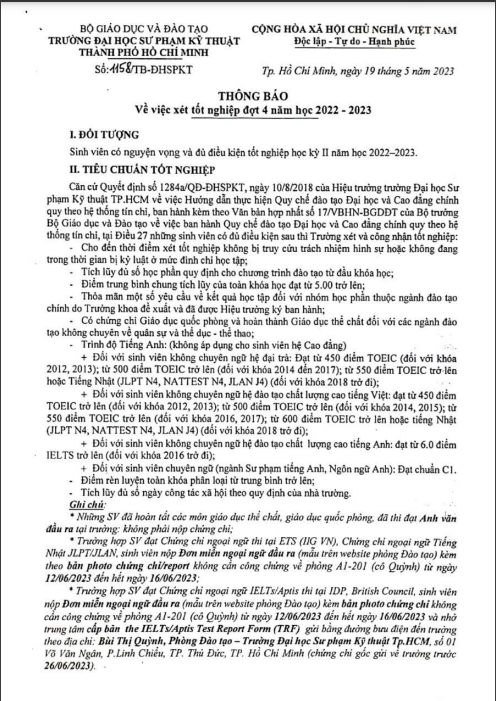 BỘ GIÁO DỤC VÀ ĐÀO TẠO
TRƯỜNG ĐẠI HỌC SƯ PHẠM KỸ THUẬT
THÀNH PHỐ HỒ CHÍ MINH
Số: 1158/TB-ĐHSPKT
CỘNG HÒA XÃ HỘI CHỦ NGHĨA VIỆT NAM
Độc lập - Tự do - Hạnh phúc
Tp. Hồ Chí Minh, ngày 19 tháng 5 năm 2023
THÔNG BÁO
Về việc xét tốt nghiệp đợt 4 năm học 2022 - 2023
I. ĐỐI TƯỢNG
Sinh viên có nguyện vọng và đủ điều kiện tốt nghiệp học kỳ II năm học 2022–2023.
II. TIÊU CHUẨN TỐT NGHIỆP
Căn cứ Quyết định số 1284a/QĐ-ĐHSPKT, ngày 10/8/2018 của Hiệu trưởng trường Đại học Sư
phạm Kỹ thuật TP.HCM về việc Hướng dẫn thực hiện Quy chế đào tạo Đại học và Cao đẳng chính
quy theo hệ thống tín chỉ, ban hành kèm theo Văn bản hợp nhất số 17/VBHN-BGDĐT của Bộ trưởng
Bộ Giáo dục và Đào tạo về việc ban hành Quy chế đào tạo Đại học và Cao đẳng chính quy theo hệ
thống tín chỉ, tại Điều 27 những sinh viên có đủ điều kiện sau thì Trường xét và công nhận tốt nghiệp:
- Cho đến thời điểm xét tốt nghiệp không bị truy cứu trách nhiệm hình sự hoặc không đang
trong thời gian bị kỷ luật ở mức đình chỉ học tập;
- Tích lũy đủ số học phần quy định cho chương trình đào tạo từ đầu khóa học;
- Điểm trung bình chung tích lũy của toàn khóa học đạt từ 5.00 trở lên;
- Thỏa mãn một số yêu cầu về kết quả học tập đối với nhóm học phần thuộc ngành đào tạo
chính do Trưởng khoa đề xuất và đã được Hiệu trưởng ký ban hành;
- Có chứng chỉ Giáo dục quốc phòng và hoàn thành Giáo dục thể chất đối với các ngành đào
tạo không chuyên về quân sự và thể dục - thể thao;
- Trình độ Tiếng Anh: (không áp dụng cho sinh viên hệ Cao đẳng)
+ Đối với sinh viên không chuyên ngữ hệ đại trà: Đạt từ 450 điểm TOEIC (đối với khóa
2012, 2013); từ 500 điểm TOEIC trở lên (đối với khóa 2014 đến 2017); từ 550 điểm TOEIC trở lên
hoặc Tiếng Nhật (JLPT N4, NATTEST N4, JLAN J4) (đối với khóa 2018 trở đi);
+ Đối với sinh viên không chuyên ngữ hệ đào tạo chất lượng cao tiếng Việt: đạt từ 450 điểm
TOEIC trở lên (đối với khóa 2012, 2013); từ 500 điểm TOEIC trở lên (đối với khóa 2014, 2015); từ
550 điểm TOEIC trở lên (đối với khóa 2016, 2017); từ 600 điểm TOEIC trở lên hoặc tiếng Nhật
(JLPT N4, NATTEST N4, JLAN J4) (đối với khóa 2018 trở đi);
+ Đối với sinh viên không chuyên ngữ hệ đào tạo chất lượng cao tiếng Anh: đạt từ 6.0 điểm
IELTS trở lên (đối với khóa 2016 trở đi);
+ Đối với sinh viên chuyên ngữ (ngành Sư phạm tiếng Anh, Ngôn ngữ Anh): Đạt chuẩn C1.
- Điểm rèn luyện toàn khóa phân loại từ trung bình trở lên;
- Tích lũy đủ số ngày công tác xã hội theo quy định của nhà trường.
Ghi chú:
* Những SV đã hoàn tất các môn giáo dục thể chất, giáo dục quốc phòng, đã thi đạt Anh văn
đầu ra tại trường: không phải nộp chứng chỉ;
* Trường hợp SV đạt Chứng chỉ ngoại ngữ thi tại ETS (IIG VN), Chứng chỉ ngoại ngữ Tiếng
Nhật JLPT/JLAN, sinh viên nộp Đơn miễn ngoại ngữ đầu ra (mẫu trên website phòng Đào tạo) kèm
theo bản photo chứng chỉ/report không cần công chứng về phòng A1-201 (cô Quỳnh) từ ngày
12/06/2023 đến hết ngày 16/06/2023;
* Trường hợp SV đạt Chứng chỉ ngoại ngữ IELTs/Aptis thi tại IDP, British Council, sinh viên
nộp Đơn miễn ngoại ngữ đầu ra (mẫu trên website phòng Đào tạo) kèm bản photo chứng chỉ không
cần công chứng về phòng A1-201 (cô Quỳnh) từ ngày 12/06/2023 đến hết ngày 16/06/2023 và nhờ
trung tâm cấp bản the IELTs/Aptis Test Report Form (TRF) gửi bằng đường bưu điện đến trường
theo địa chỉ: Bùi Thị Quỳnh, Phòng Đào tạo – Trường Đại học Sư phạm Kỹ thuật Tp.HCM, số 01
Võ Văn Ngân, P.Linh Chiểu, TP. Thủ Đức, TP. Hồ Chí Minh (chứng chỉ gốc gửi về trường trước
26/06/2023).